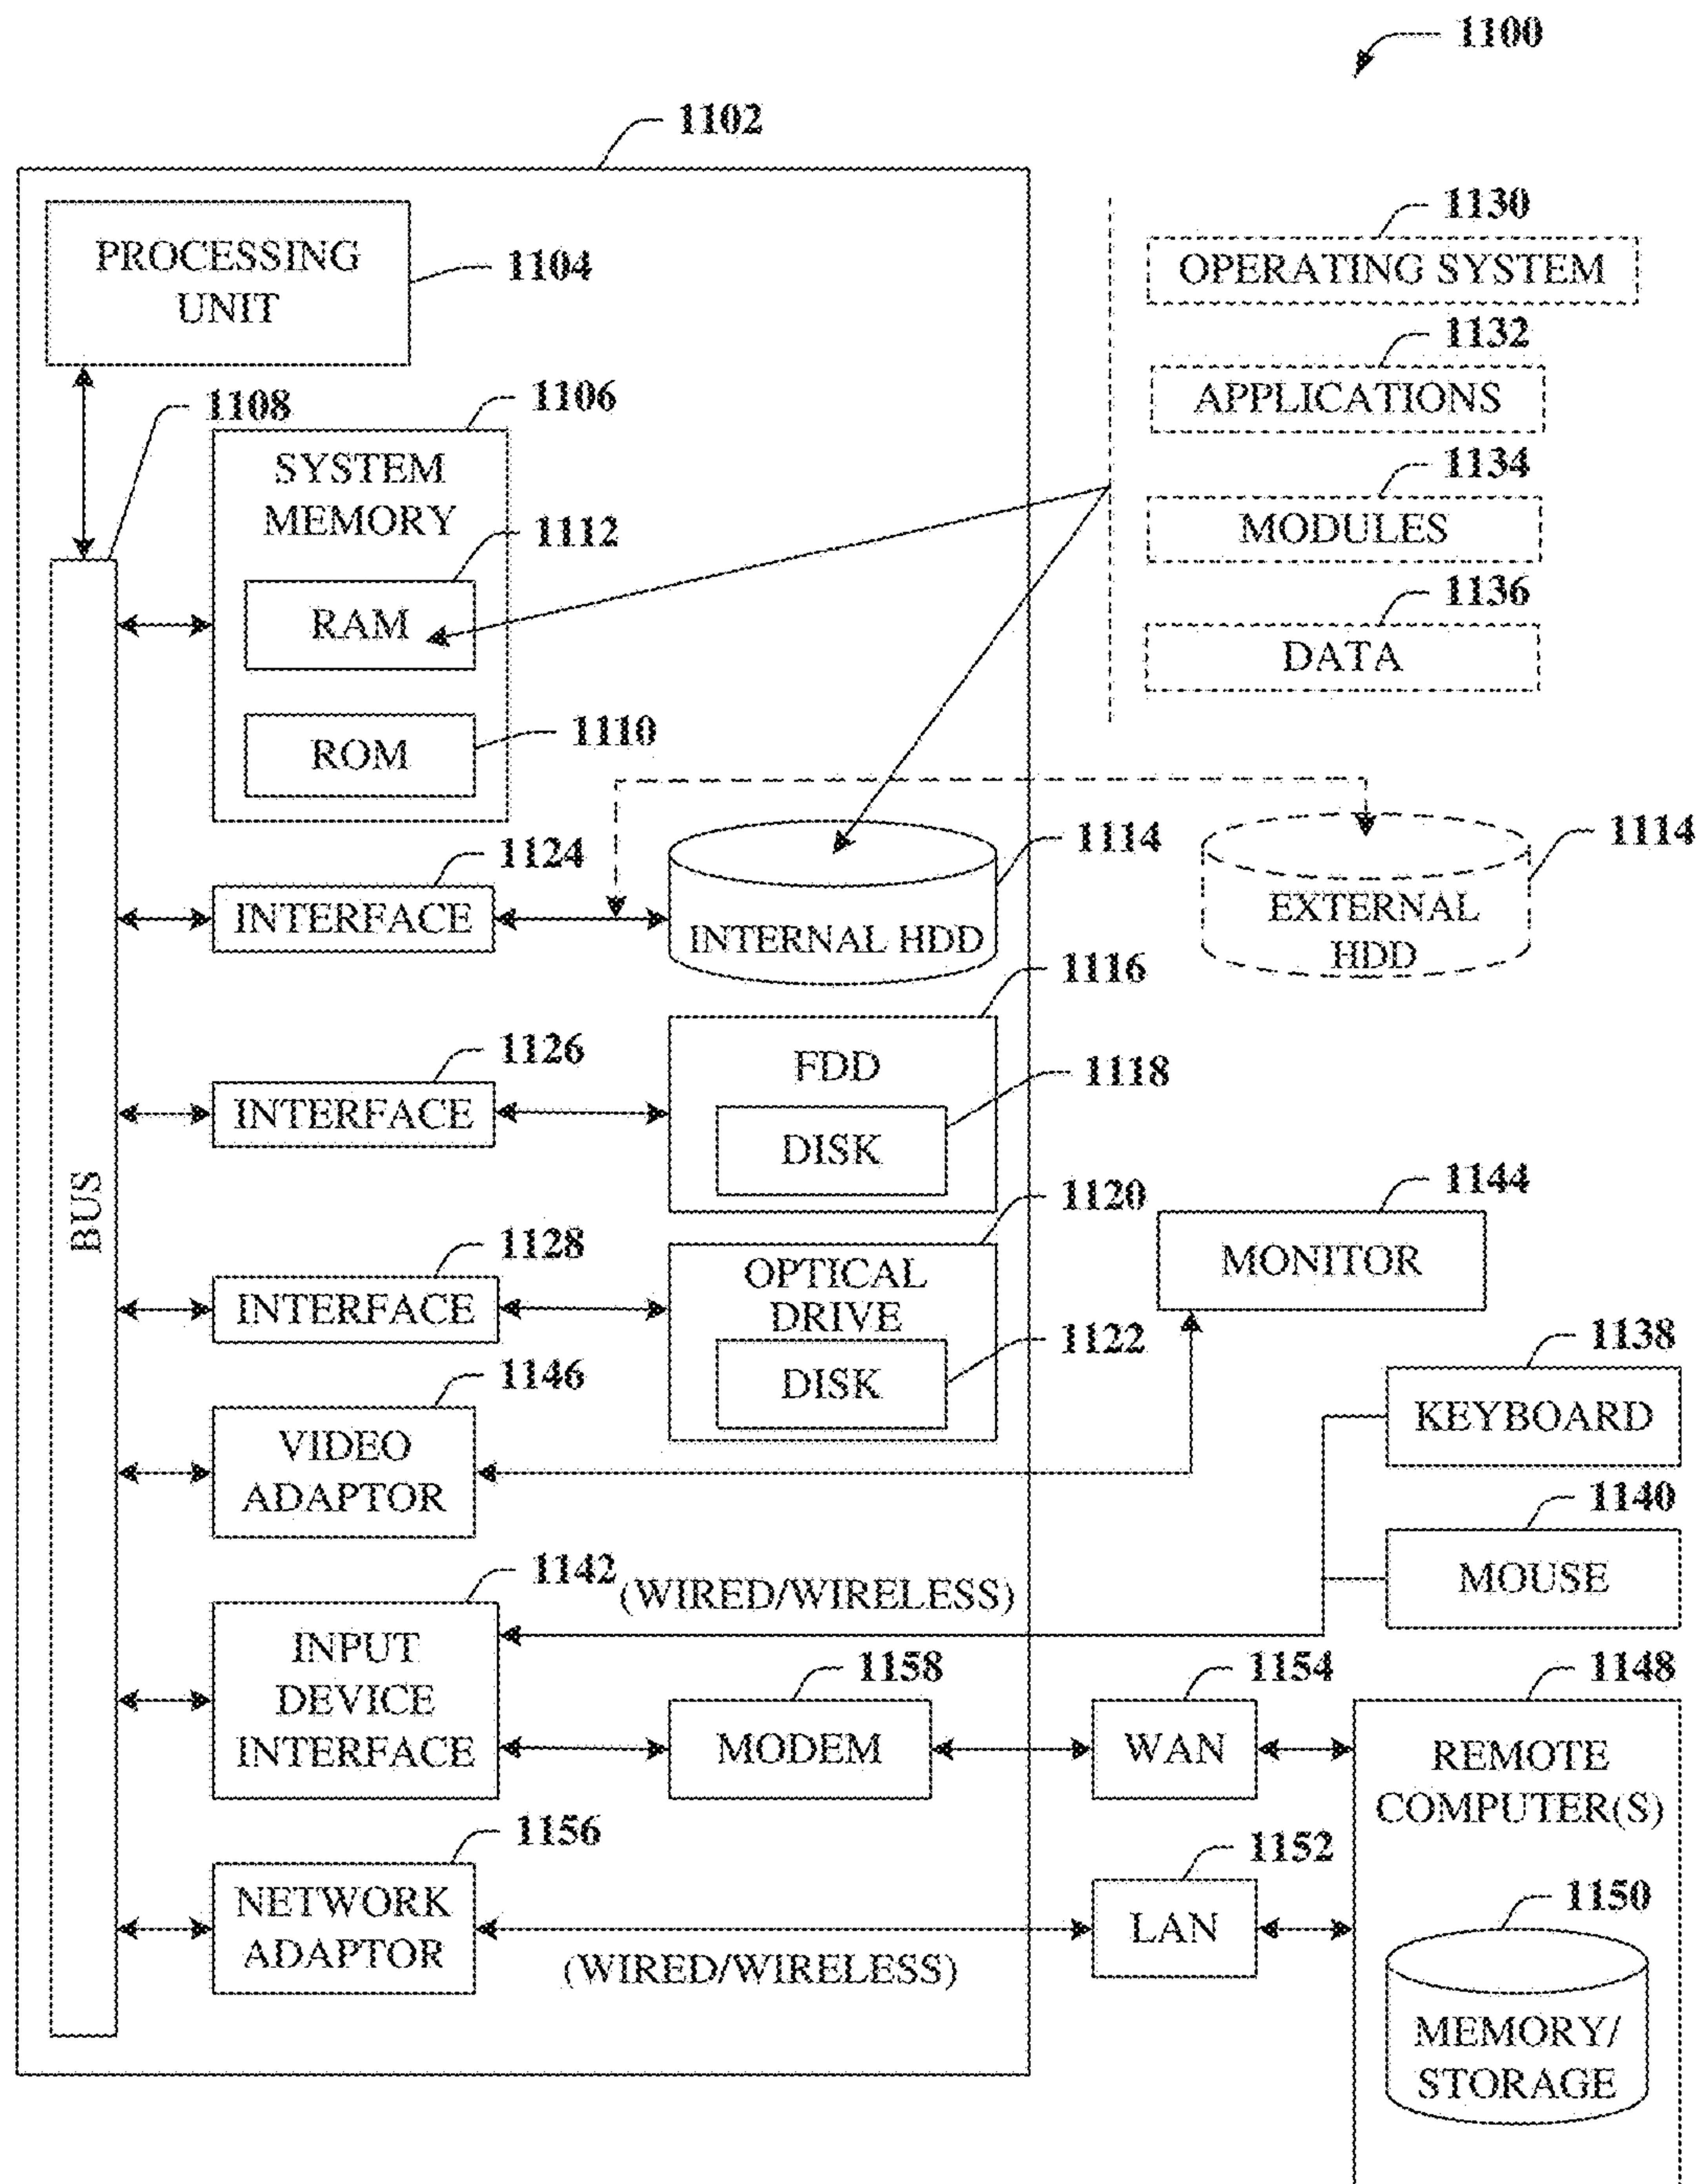 1100
1102
PROCESSING
UNIT
1104
1130
OPERATING SYSTEM
1132
APPLICATIONS
1134
MODULES
1136
DATA
1108
1106
SYSTEM
MEMORY
1112
RAM
1110
ROM
1124
INTERFACE
1114
INTERNAL HDD
1114
EXTERNAL
HDD
1116
FDD
1118
DISK
1126
INTERFACE
BUS
1120
OPTICAL
DRIVE
1122
DISK
1128
INTERFACE
1144
MONITOR
1146
VIDEO
ADAPTOR
1138
KEYBOARD
1140
MOUSE
1142
(WIRED/WIRELESS)
INPUT
DEVICE
INTERFACE
1158
MODEM
1154
WAN
1148
REMOTE
COMPUTER(S)
1156
NETWORK
ADAPTOR
(WIRED/WIRELESS)
1152
LAN
1150
MEMORY/
STORAGE